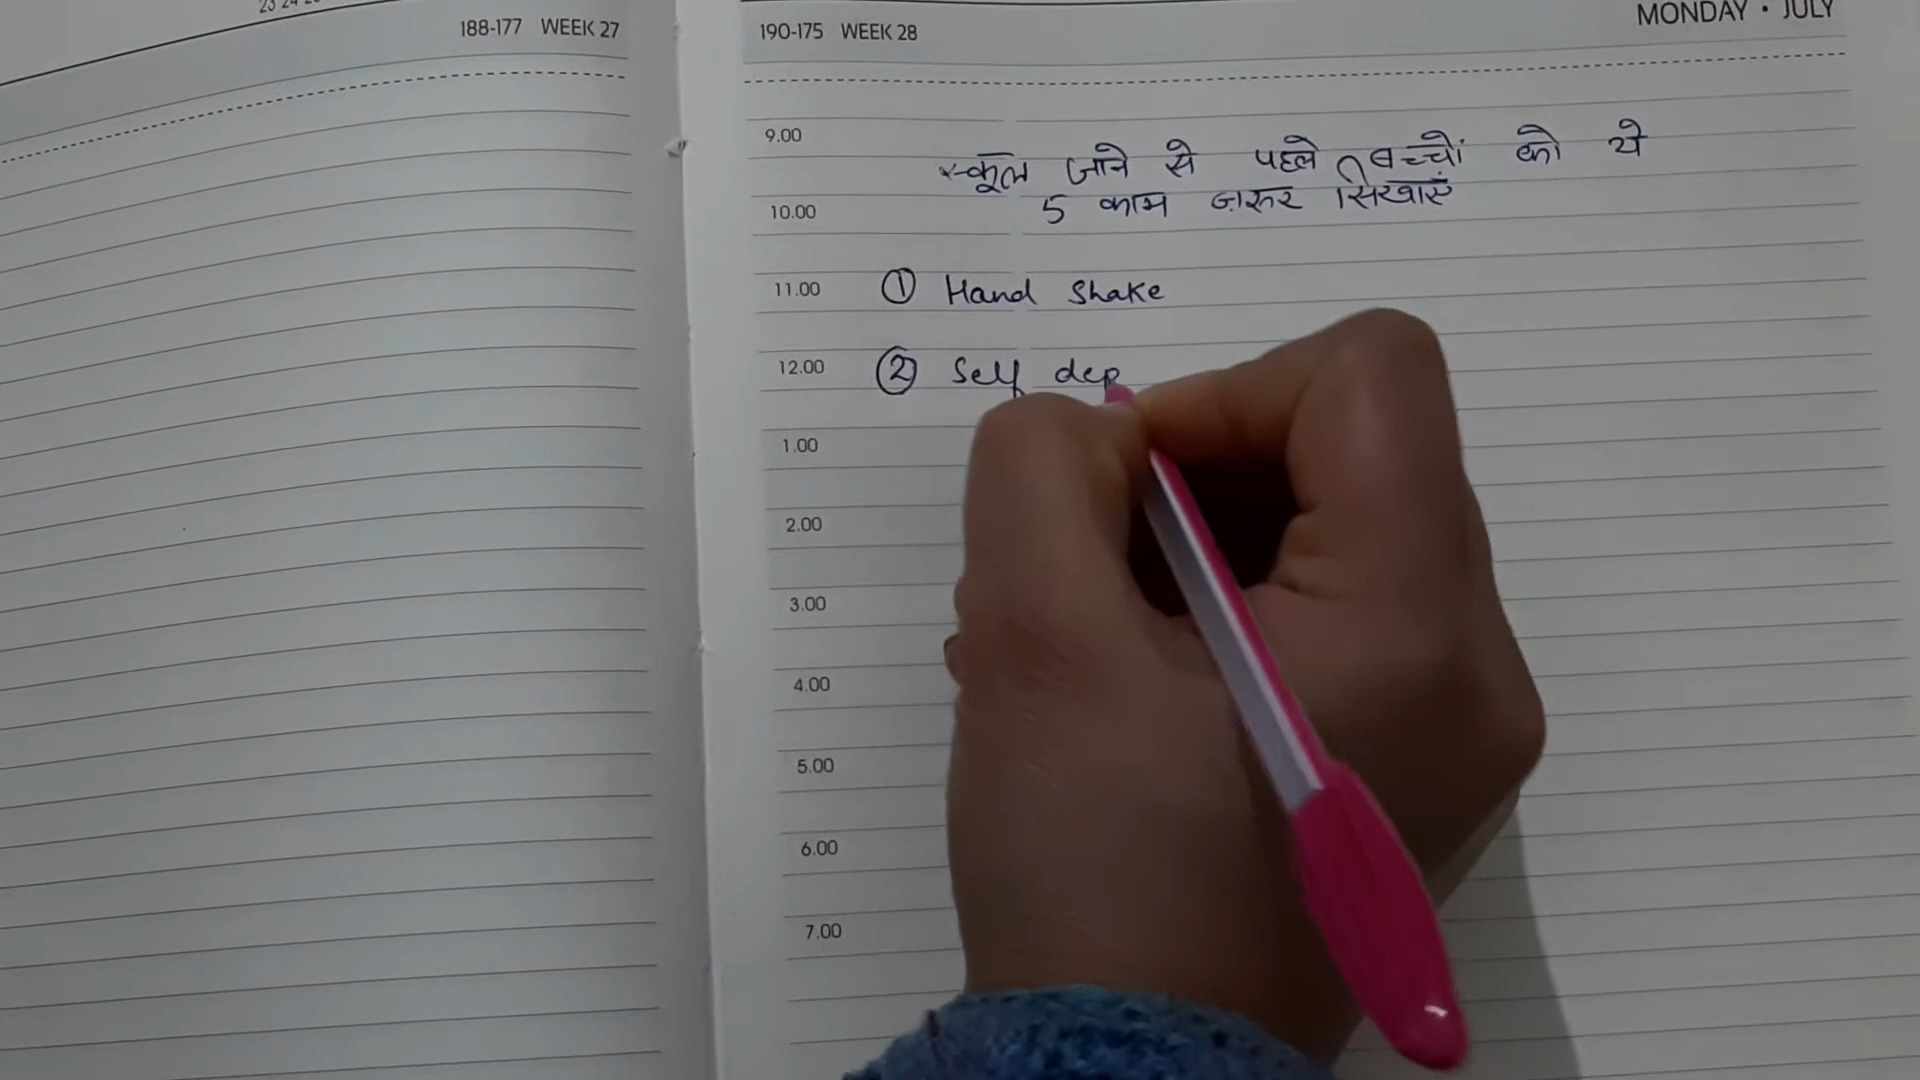 188-177 WEEK 27
190-175 WEEK 28
MONDAY • JULY
9.00
स्कूल जाने से पहले बच्चों को ये
5 काम ज़रूर सिखाएँ
10.00
11.00 ① Hand Shake
12.00 ② Self dep
1.00
2.00
3.00
4.00
5.00
6.00
7.00